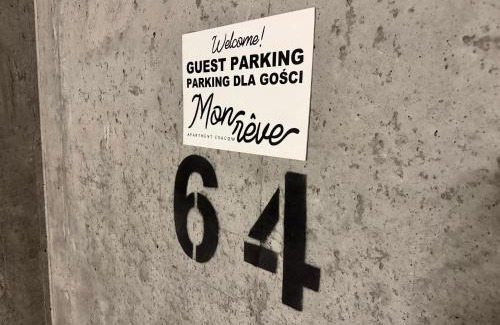 Welcome!
GUEST PARKING
PARKING DLA GOŚCI
Mon
rêve
APARTMENT CRACOW
64